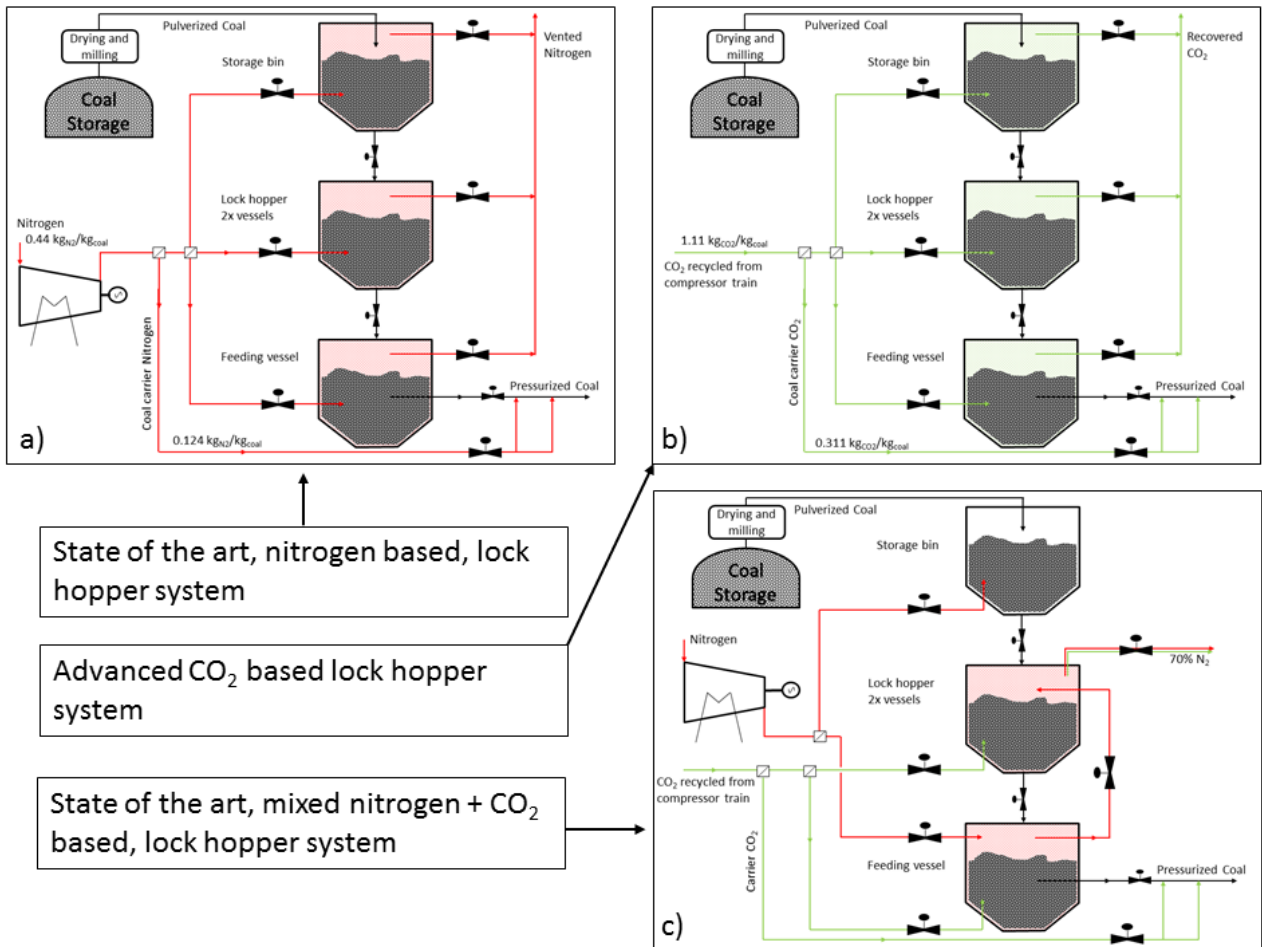 Drying and
milling
Pulverized Coal
Coal
Storage
Storage bin
Vented
Nitrogen
Lock hopper
2x vessels
Nitrogen
0.44 kgN2/kgcoal
Coal carrier Nitrogen
Feeding vessel
Pressurized Coal
0.124 kgN2/kgcoal
a)
Drying and
milling
Pulverized Coal
Coal
Storage
Storage bin
Recovered
CO2
Lock hopper
2x vessels
1.11 kgCO2/kgcoal
CO2 recycled from
compressor train
Coal carrier CO2
Feeding vessel
Pressurized Coal
0.311 kgCO2/kgcoal
b)
State of the art, nitrogen based, lock
hopper system
Advanced CO2 based lock hopper
system
State of the art, mixed nitrogen + CO2
based, lock hopper system
Drying and
milling
Pulverized Coal
Coal
Storage
Storage bin
Nitrogen
70% N2
Lock hopper
2x vessels
CO2 recycled from
compressor train
Carrier CO2
Feeding vessel
Pressurized Coal
c)